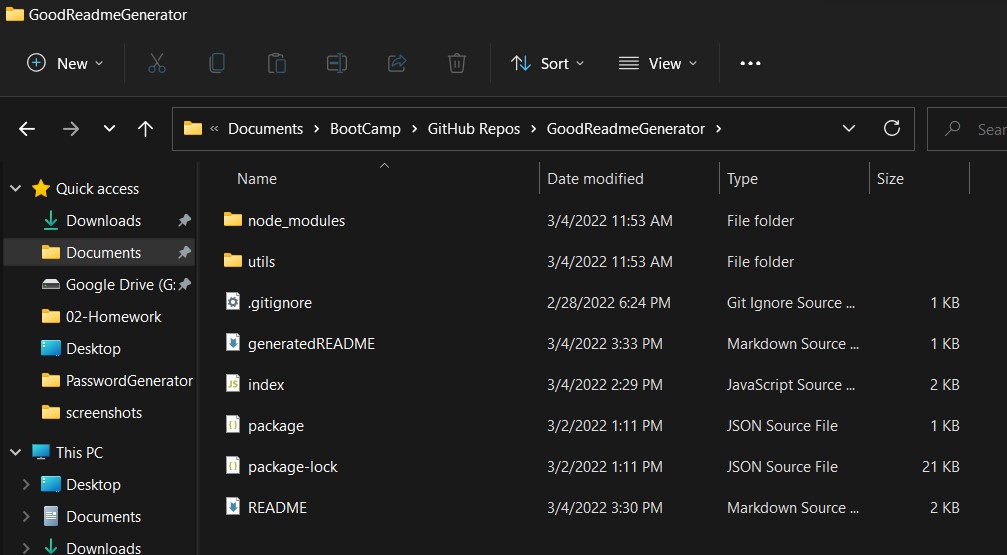 GoodReadmeGenerator
New Sort View
« Documents > BootCamp > GitHub Repos > GoodReadmeGenerator >
Name Date modified Type Size
Quick access
Downloads
Documents
Google Drive (G:
02-Homework
Desktop
PasswordGenerator
screenshots
This PC
Desktop
Documents
Downloads
node_modules 3/4/2022 11:53 AM File folder
utils 3/4/2022 11:53 AM File folder
.gitignore 2/28/2022 6:24 PM Git Ignore Source ... 1 KB
generatedREADME 3/4/2022 3:33 PM Markdown Source ... 1 KB
index 3/4/2022 2:29 PM JavaScript Source ... 2 KB
package 3/2/2022 1:11 PM JSON Source File 1 KB
package-lock 3/2/2022 1:11 PM JSON Source File 21 KB
README 3/4/2022 3:30 PM Markdown Source ... 2 KB